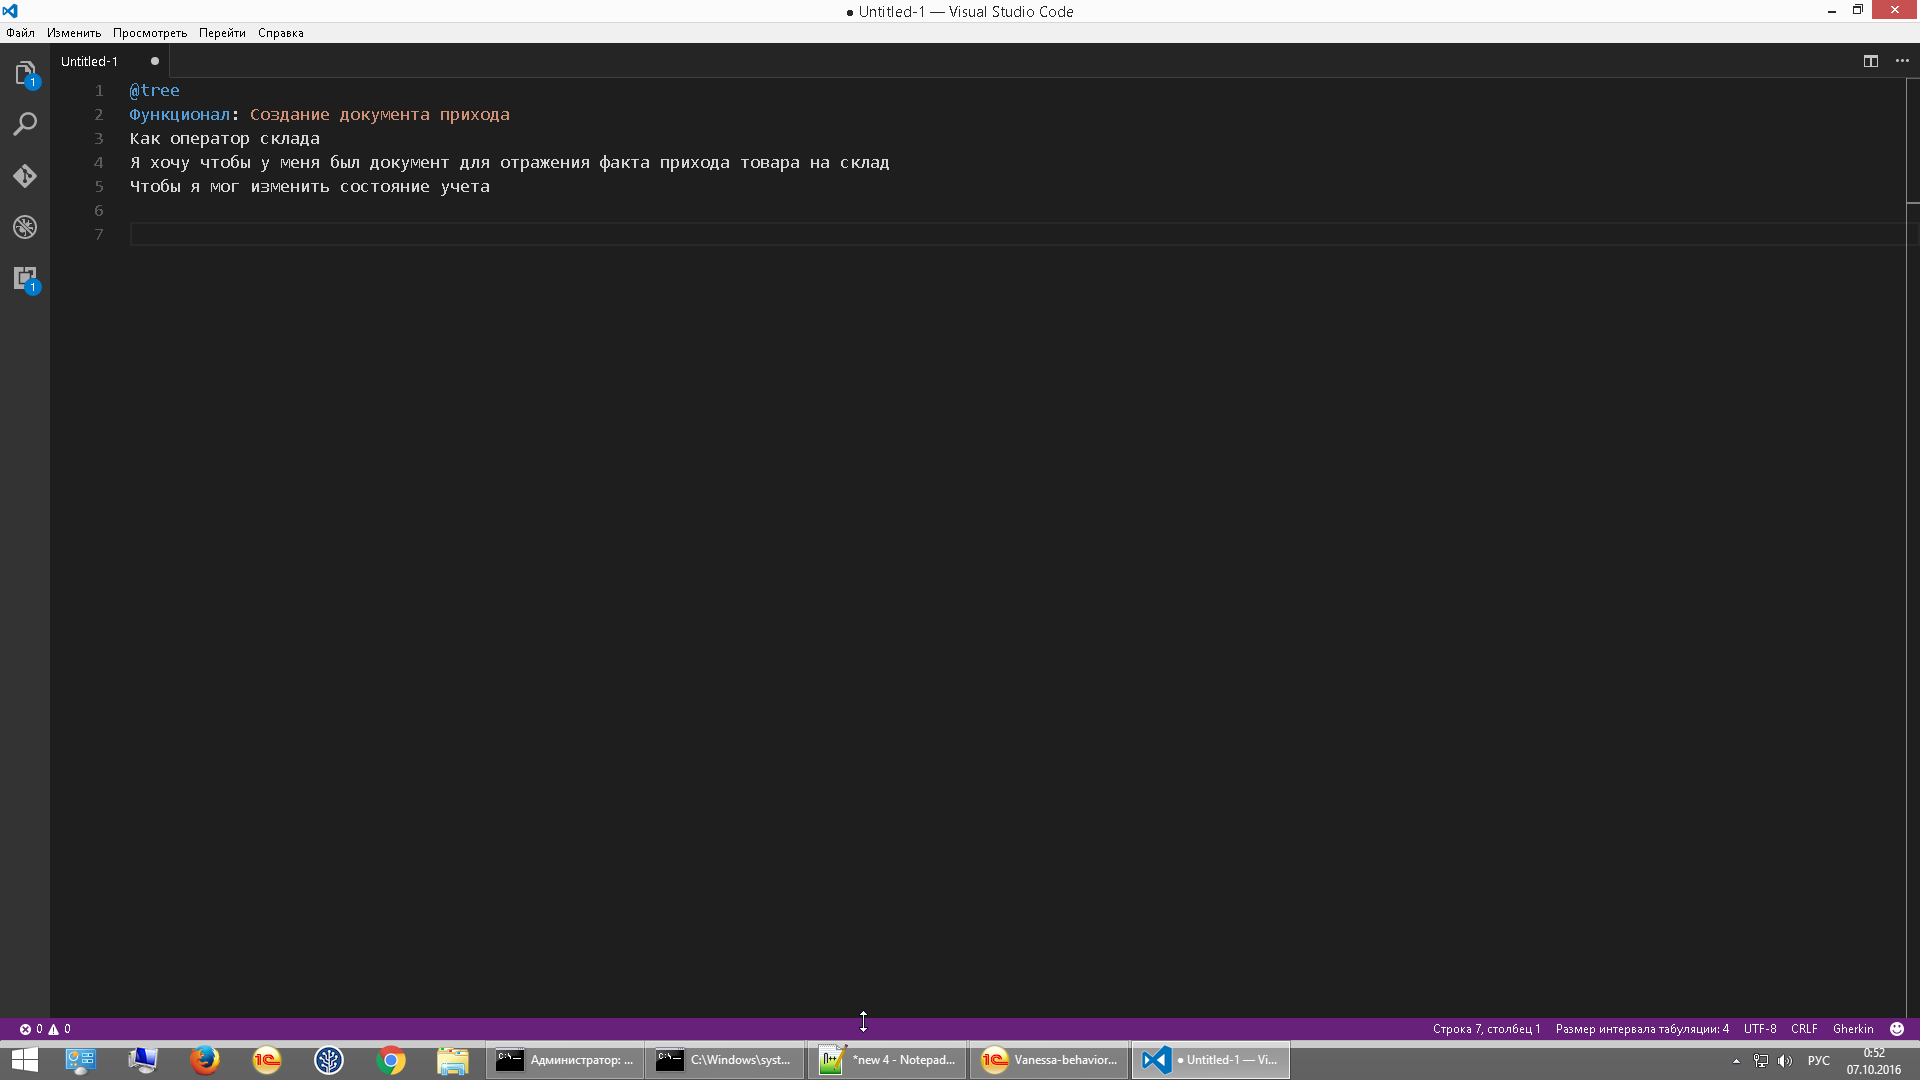 ● Untitled-1 — Visual Studio Code
Файл Изменить Просмотреть Перейти Справка
Untitled-1
1 @tree
2 Функционал: Создание документа прихода
3 Как оператор склада
4 Я хочу чтобы у меня был документ для отражения факта прихода товара на склад
5 Чтобы я мог изменить состояние учета
6
7
1
1
0 0 Строка 7, столбец 1 Размер интервала табуляции: 4 UTF-8 CRLF Gherkin
Администратор: ... C:\Windows\syst... *new 4 - Notepad... Vanessa-behavior... ● Untitled-1 — Vi... РУС 0:52
07.10.2016